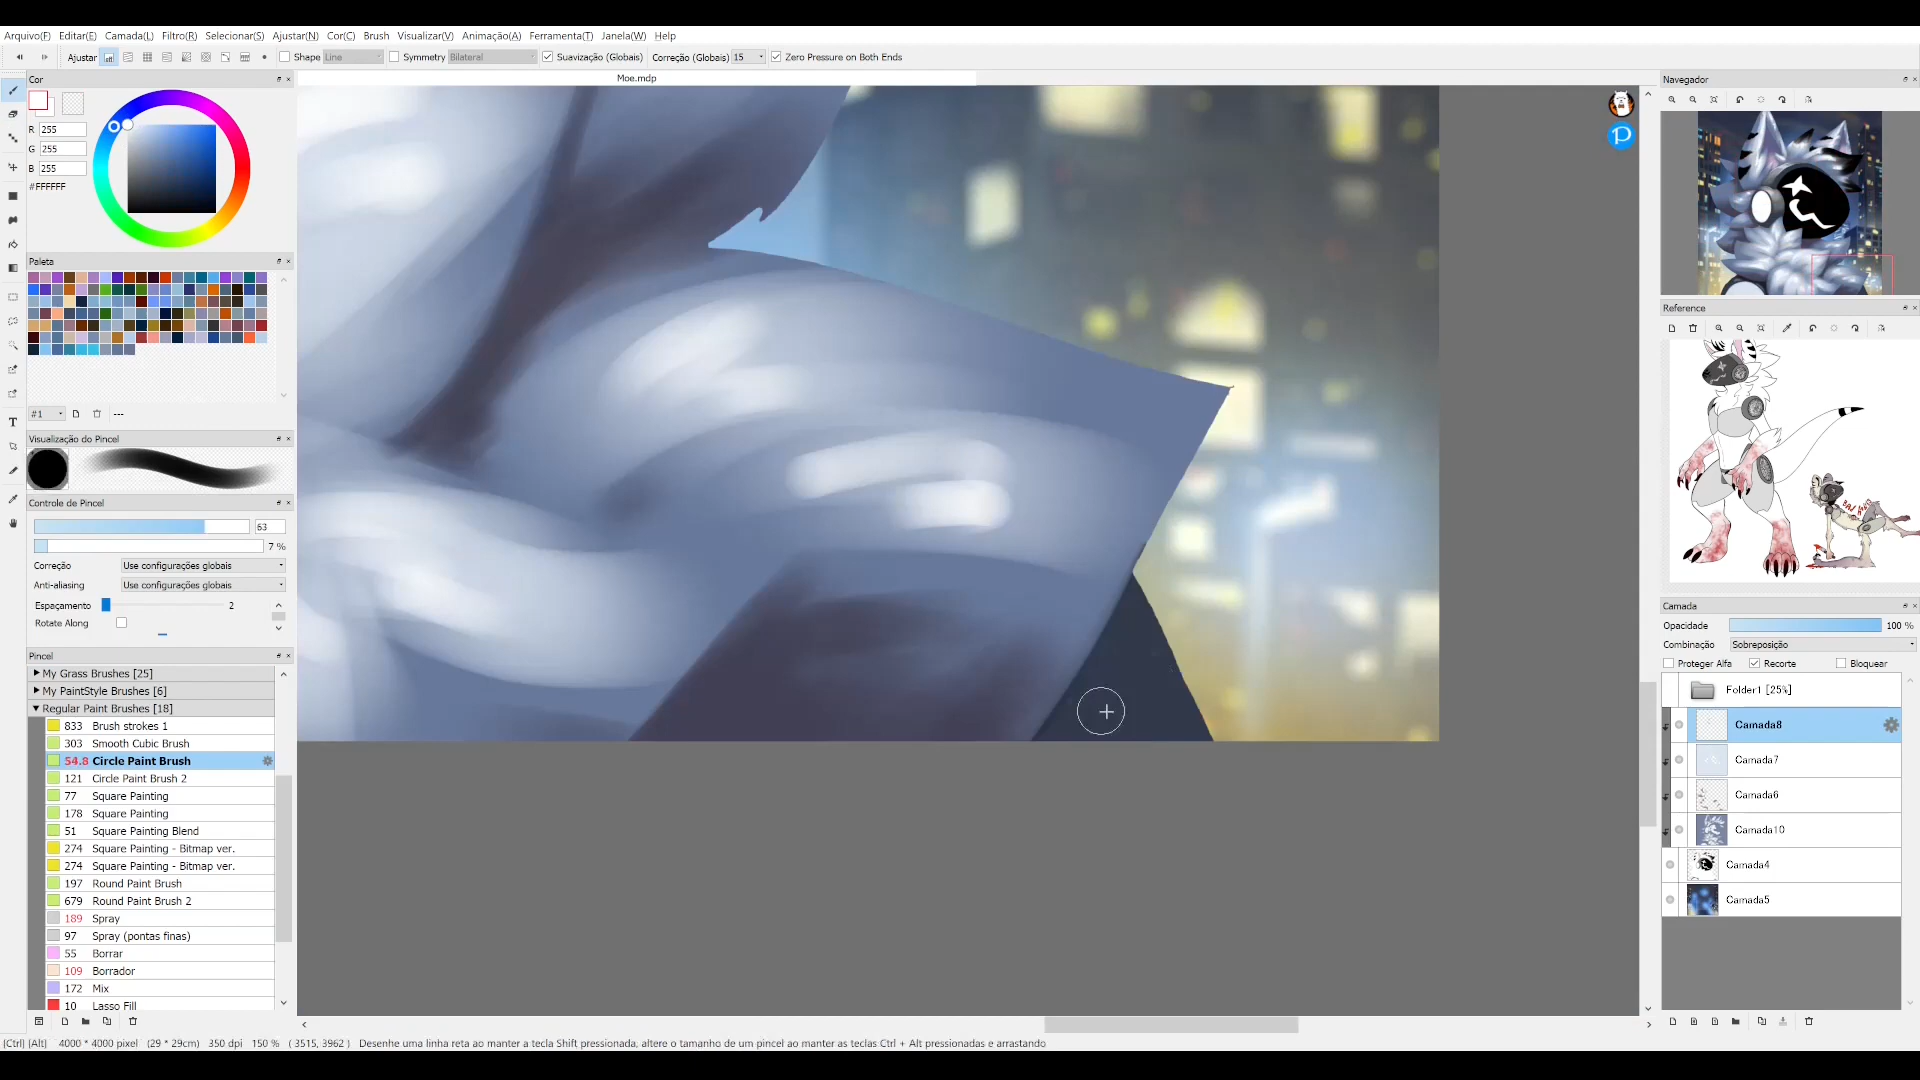 Arquivo(F) Editar(E) Camada(L) Filtro(R) Selecionar(S) Ajustar(N) Cor(C) Brush Visualizar(V) Animação(A) Ferramenta(T) Janela(W) Help
Ajustar Shape Line Symmetry Bilateral Suavização (Globais) Correção (Globais) 15 Zero Pressure on Both Ends
Cor
Moe.mdp
R 255
G 255
B 255
#FFFFFF
Paleta
#1 ---
Visualização do Pincel
Controle de Pincel
63
7 %
Correção Use configurações globais
Anti-aliasing Use configurações globais
Espaçamento 2
Rotate Along
Pincel
My Grass Brushes [25]
My PaintStyle Brushes [6]
Regular Paint Brushes [18]
833 Brush strokes 1
303 Smooth Cubic Brush
54.8 Circle Paint Brush
121 Circle Paint Brush 2
77 Square Painting
178 Square Painting
51 Square Painting Blend
274 Square Painting - Bitmap ver.
274 Square Painting - Bitmap ver.
197 Round Paint Brush
679 Round Paint Brush 2
189 Spray
97 Spray (pontas finas)
55 Borrar
109 Borrador
172 Mix
10 Lasso Fill
T
P
Navegador
Reference
Camada
Opacidade 100 %
Combinação Sobreposição
Proteger Alfa Recorte Bloquear
Folder1 [25%]
Camada8
Camada7
Camada6
Camada10
Camada4
Camada5
[Ctrl] [Alt] 4000 * 4000 pixel (29 * 29cm) 350 dpi 150 % ( 3515, 3962 ) Desenhe uma linha reta ao manter a tecla Shift pressionada, altere o tamanho de um pincel ao manter as teclas Ctrl + Alt pressionadas e arrastando